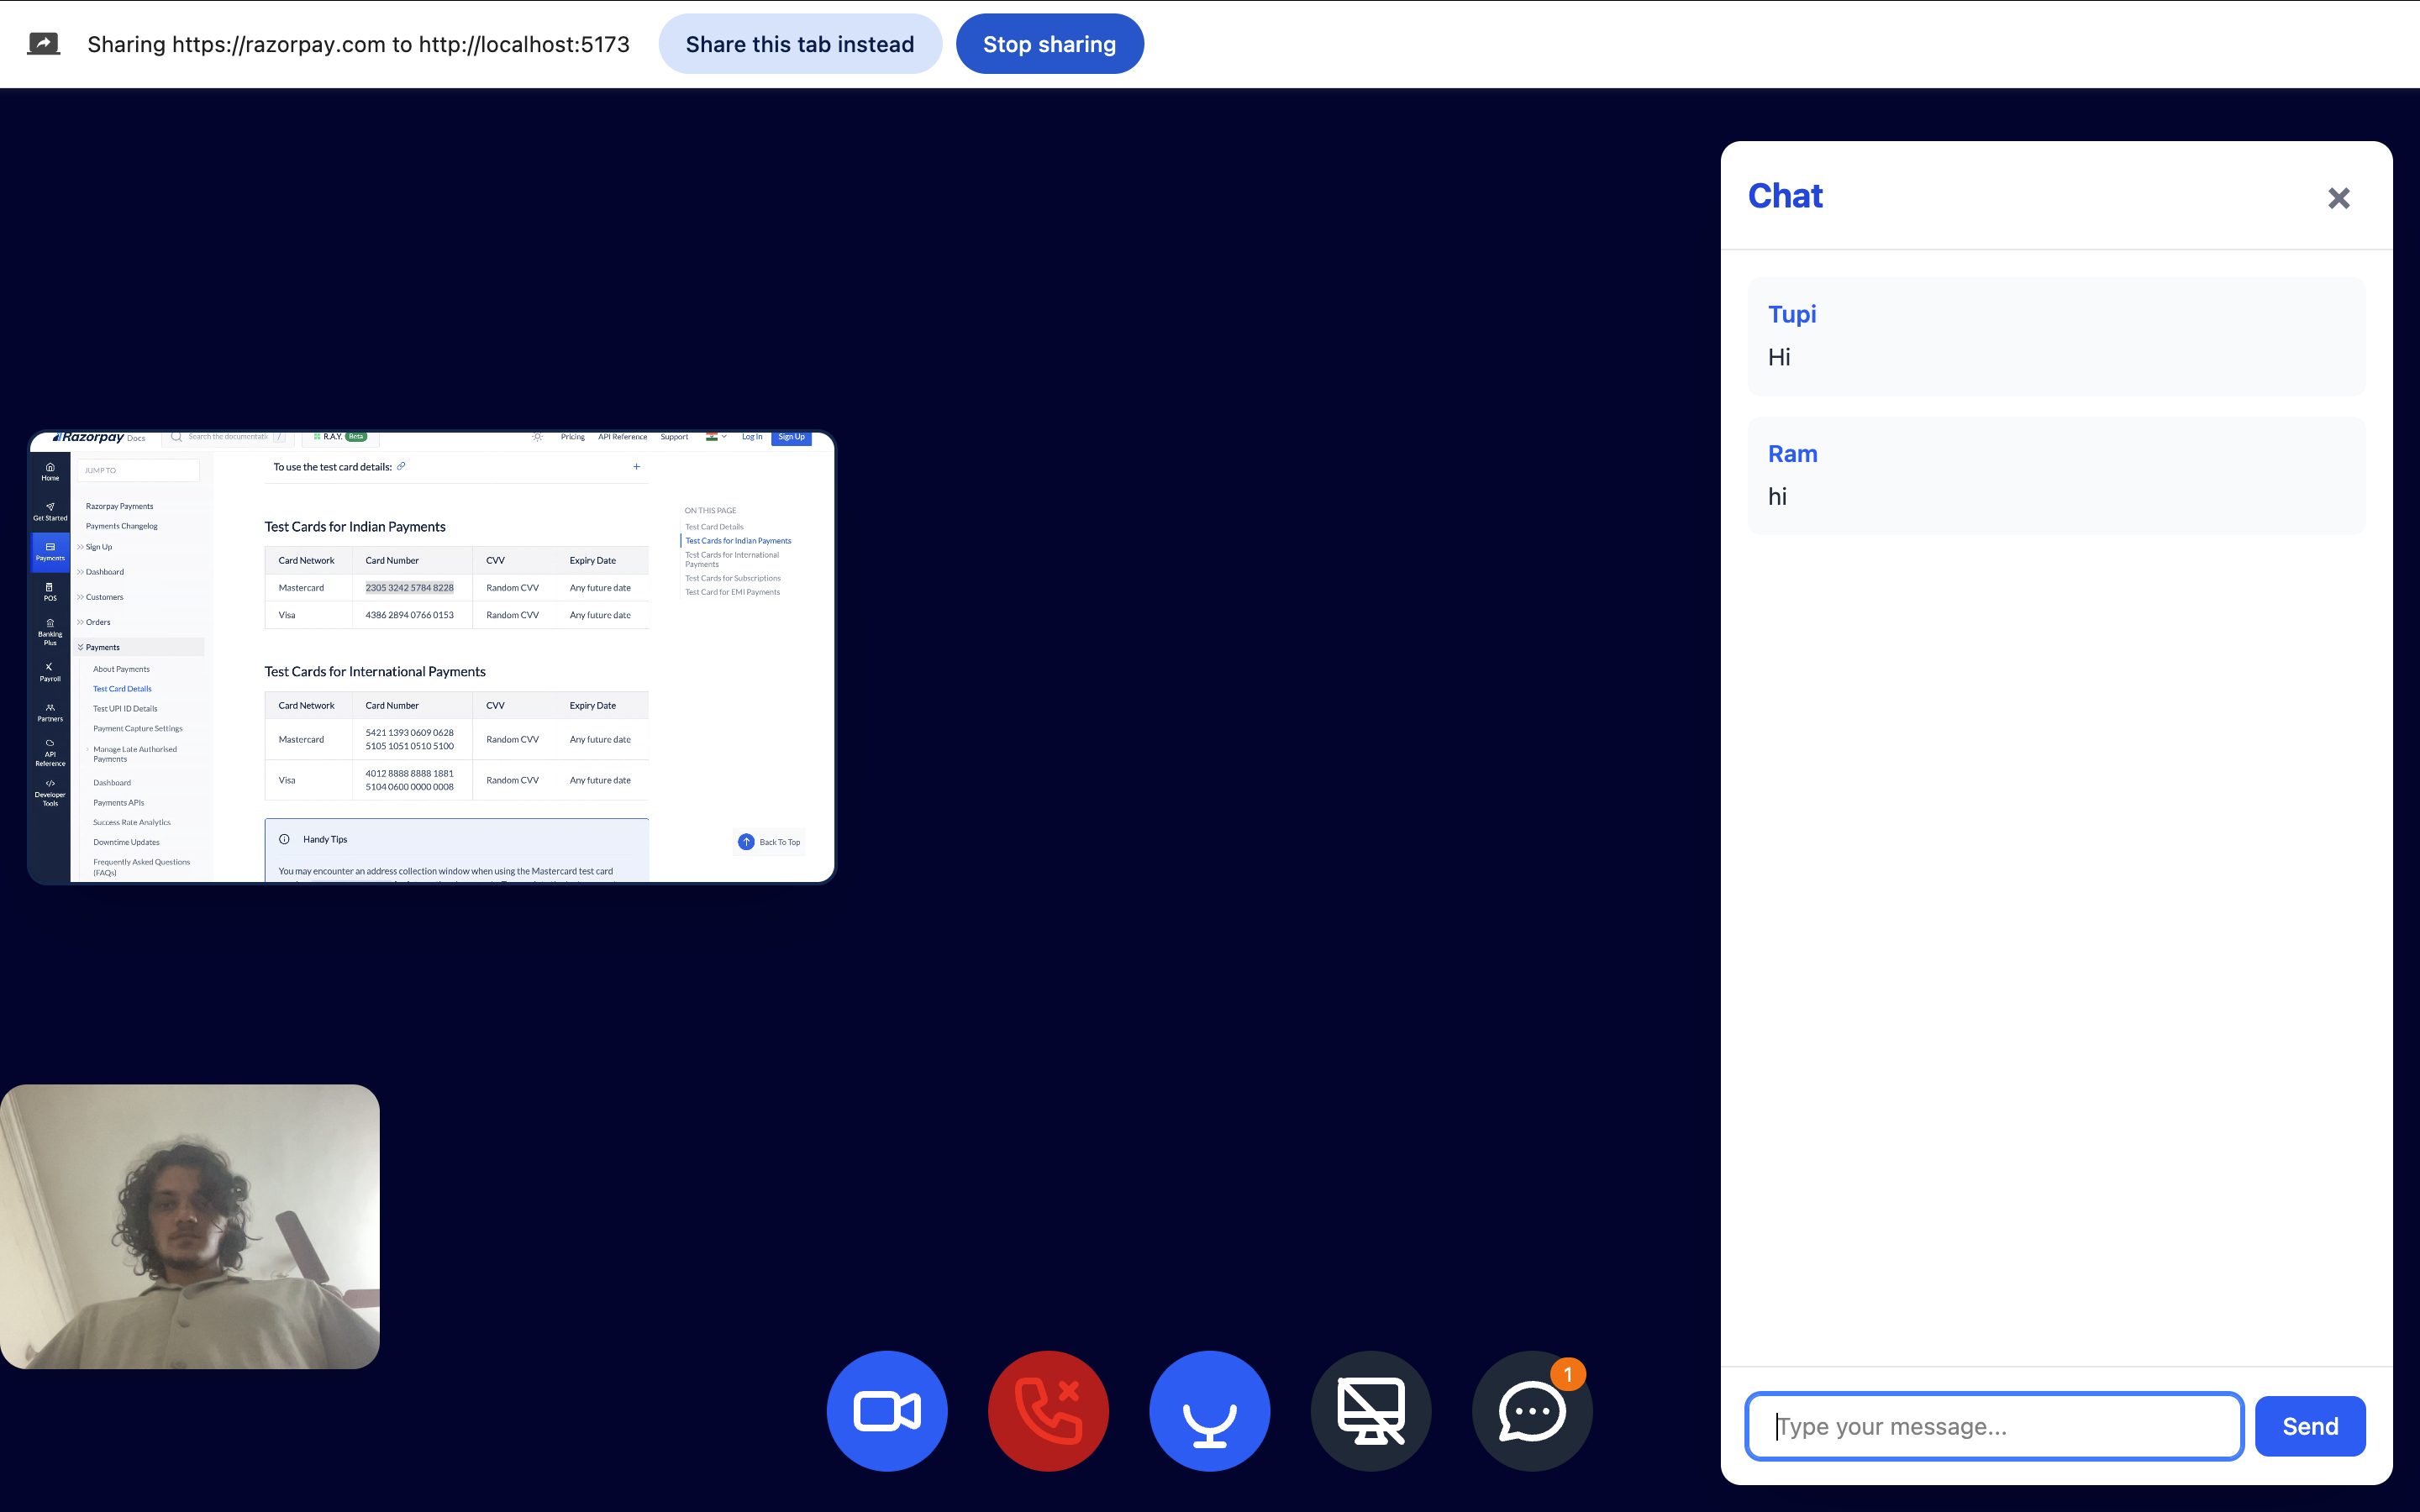 Sharing https://razorpay.com to http://localhost:5173
Share this tab instead
Stop sharing
Razorpay Docs
Search the documentatic
/
R.A.Y. Beta
Pricing
API Reference
Support
Log In
Sign Up
Home
Get Started
Payments
POS
Banking
Plus
Payroll
Partners
API
Reference
Developer
Tools
JUMP TO
Razorpay Payments
Payments Changelog
Sign Up
Dashboard
Customers
Orders
Payments
About Payments
Test Card Details
Test UPI ID Details
Payment Capture Settings
Manage Late Authorised
Payments
Dashboard
Payments APIs
Success Rate Analytics
Downtime Updates
Frequently Asked Questions
(FAQs)
To use the test card details:
+
Test Cards for Indian Payments
Card Network Card Number CVV Expiry Date
Mastercard 2305 3242 5784 8228 Random CVV Any future date
Visa 4386 2894 0766 0153 Random CVV Any future date
Test Cards for International Payments
Card Network Card Number CVV Expiry Date
Mastercard 5421 1393 0609 0628
5105 1051 0510 5100 Random CVV Any future date
Visa 4012 8888 8888 1881
5104 0600 0000 0008 Random CVV Any future date
Handy Tips
You may encounter an address collection window when using the Mastercard test card
ON THIS PAGE
Test Card Details
Test Cards for Indian Payments
Test Cards for International
Payments
Test Cards for Subscriptions
Test Card for EMI Payments
Back To Top
Chat
Tupi
Hi
Ram
hi
1
Type your message...
Send